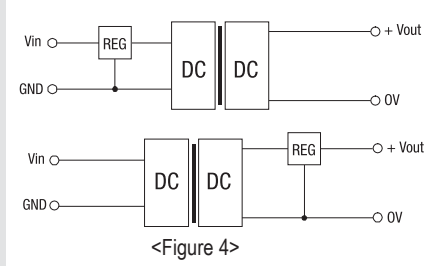 Vin REG DC DC + Vout
GND 0V
Vin DC DC REG + Vout
GND 0V
<Figure 4>